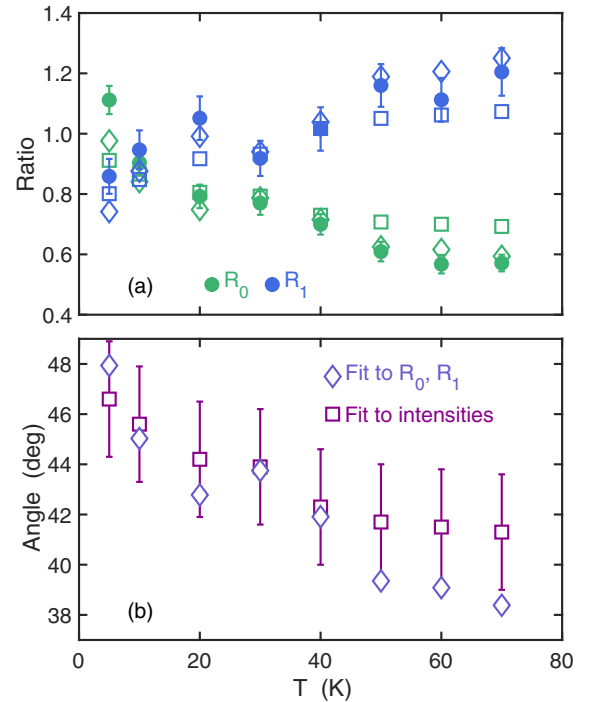 1.4
1.2
1.0
0.8
0.6
0.4
Ratio
(a)
R0
R1
48
46
44
42
40
38
Angle (deg)
Fit to R0, R1
Fit to intensities
(b)
0
20
40
60
80
T (K)